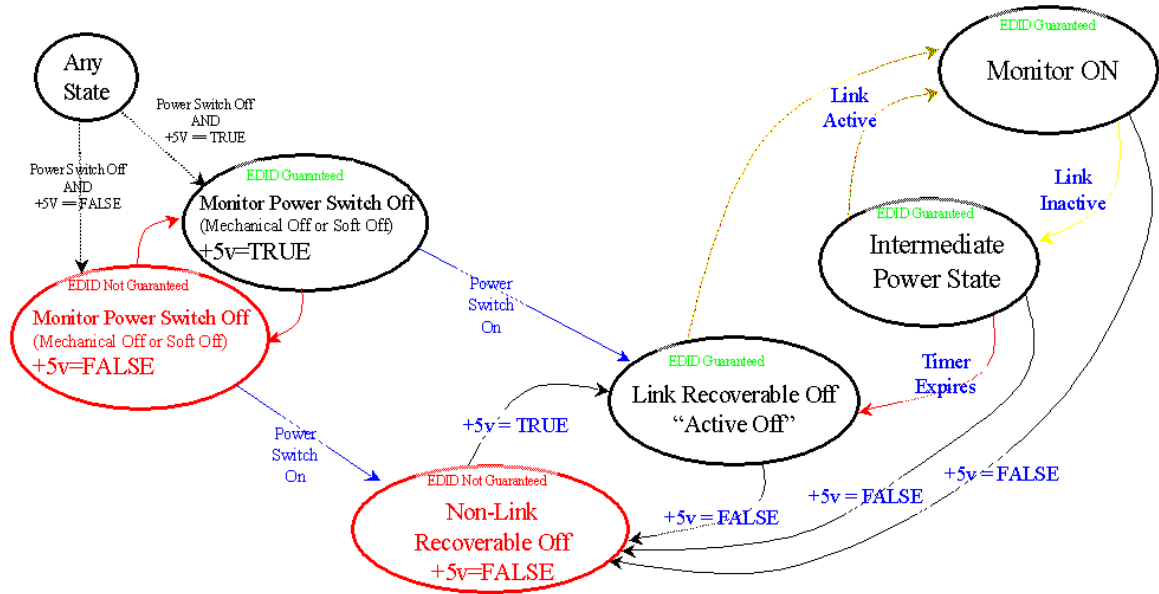 Any
State
Power Switch Off
AND
+5V == TRUE
Power Switch Off
AND
+5V == FALSE
EDID Guaranteed
Monitor Power Switch Off
(Mechanical Off or Soft Off)
+5v=TRUE
EDID Not Guaranteed
Monitor Power Switch Off
(Mechanical Off or Soft Off)
+5v=FALSE
Power
Switch
On
Power
Switch
On
EDID Not Guaranteed
Non-Link
Recoverable Off
+5v=FALSE
+5v = TRUE
EDID Guaranteed
Link Recoverable Off
“Active Off”
+5v = FALSE
Link
Active
EDID Guaranteed
Monitor ON
Link
Inactive
EDID Guaranteed
Intermediate
Power State
Timer
Expires
+5v = FALSE
+5v = FALSE